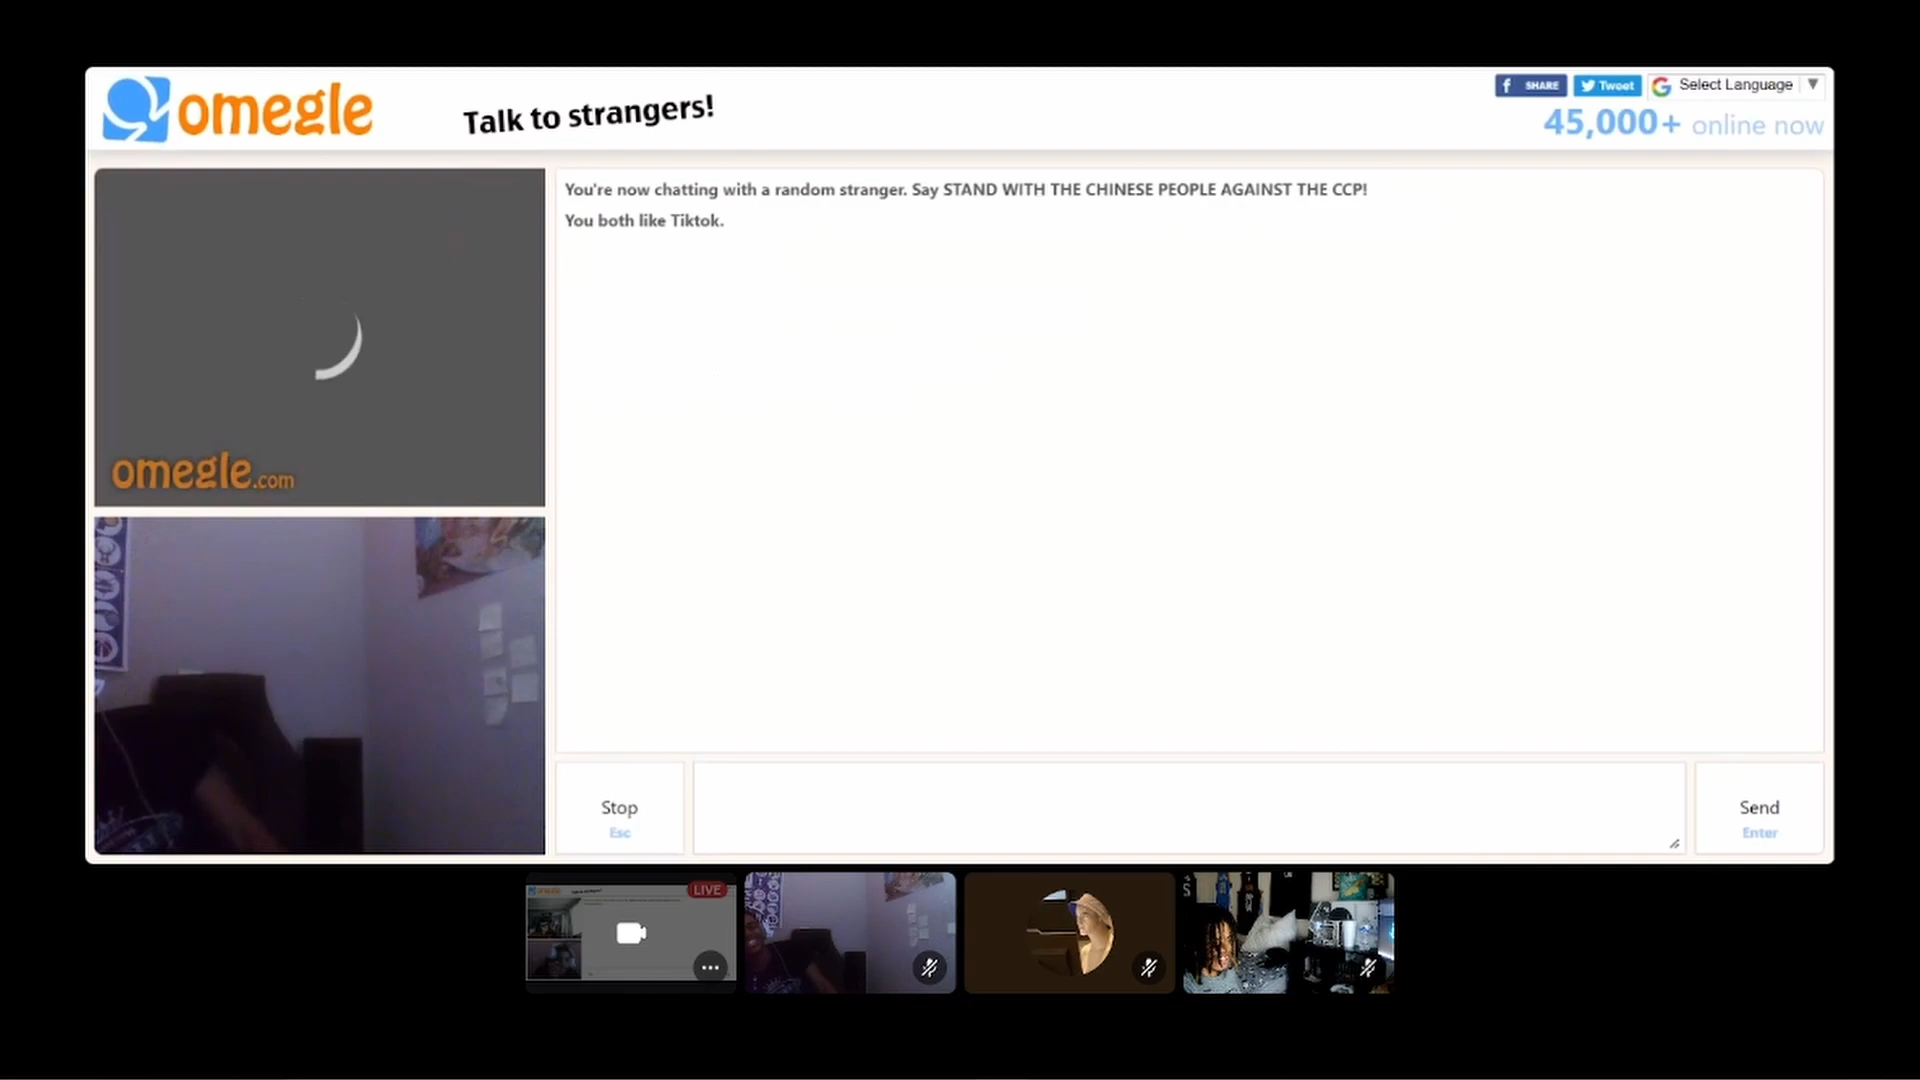 omegle
Talk to strangers!
SHARE
Tweet
Select Language
45,000+ online now
You're now chatting with a random stranger. Say STAND WITH THE CHINESE PEOPLE AGAINST THE CCP!
You both like Tiktok.
omegle.com
Stop
Esc
Send
Enter
LIVE